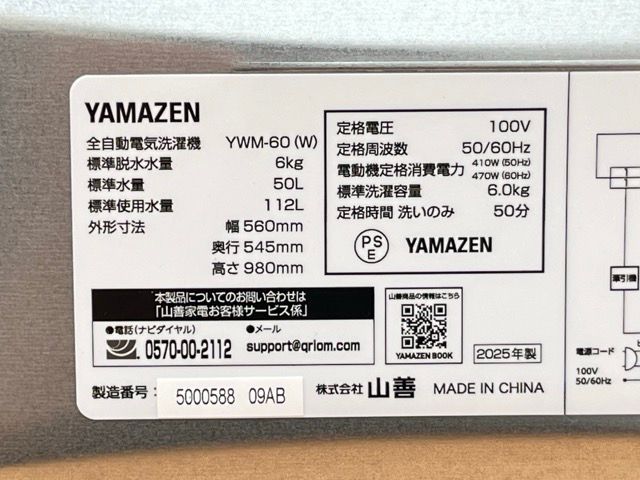 YAMAZEN
全自動電気洗濯機 YWM-60 (W)
標準脱水水量 6kg
標準水量 50L
標準使用水量 112L
外形寸法 幅 560mm
奥行 545mm
高さ 980mm
定格電圧 100V
定格周波数 50/60Hz
電動機定格消費電力 410W (50Hz)
470W (60Hz)
標準洗濯容量 6.0kg
定格時間 洗いのみ 50分
PS
E
YAMAZEN
本製品についてのお問い合わせは
「山善家電お客様サービス係」
●電話(ナビダイヤル) ●メール
0570-00-2112 support@qriom.com
山善商品の情報はこちら
YAMAZEN BOOK
2025年製
製造番号: 5000588 09AB
株式会社 山善 MADE IN CHINA
牽引機
電源コード
100V
50/60Hz